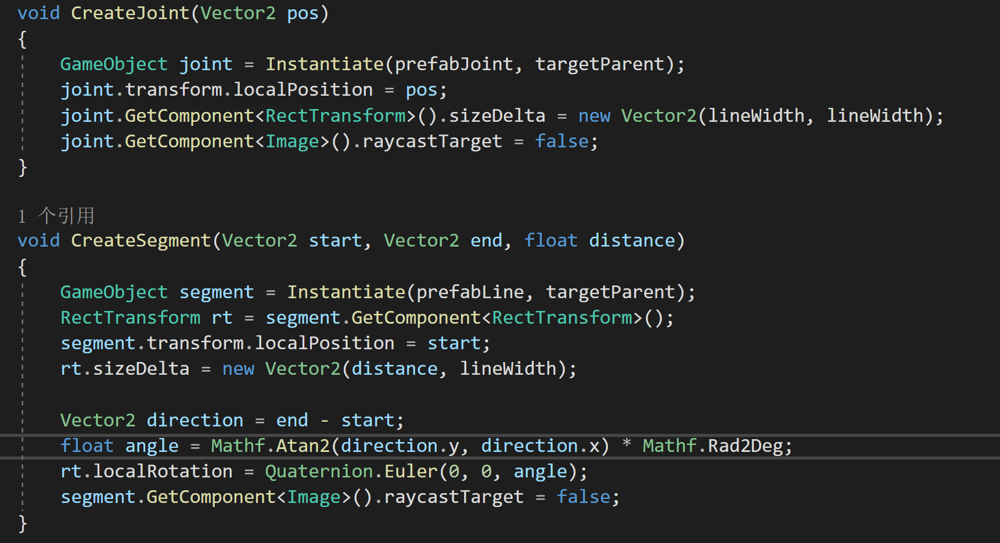 void CreateJoint(Vector2 pos)
{
    GameObject joint = Instantiate(prefabJoint, targetParent);
    joint.transform.localPosition = pos;
    joint.GetComponent<RectTransform>().sizeDelta = new Vector2(lineWidth, lineWidth);
    joint.GetComponent<Image>().raycastTarget = false;
}
1 个引用
void CreateSegment(Vector2 start, Vector2 end, float distance)
{
    GameObject segment = Instantiate(prefabLine, targetParent);
    RectTransform rt = segment.GetComponent<RectTransform>();
    segment.transform.localPosition = start;
    rt.sizeDelta = new Vector2(distance, lineWidth);
    Vector2 direction = end - start;
    float angle = Mathf.Atan2(direction.y, direction.x) * Mathf.Rad2Deg;
    rt.localRotation = Quaternion.Euler(0, 0, angle);
    segment.GetComponent<Image>().raycastTarget = false;
}